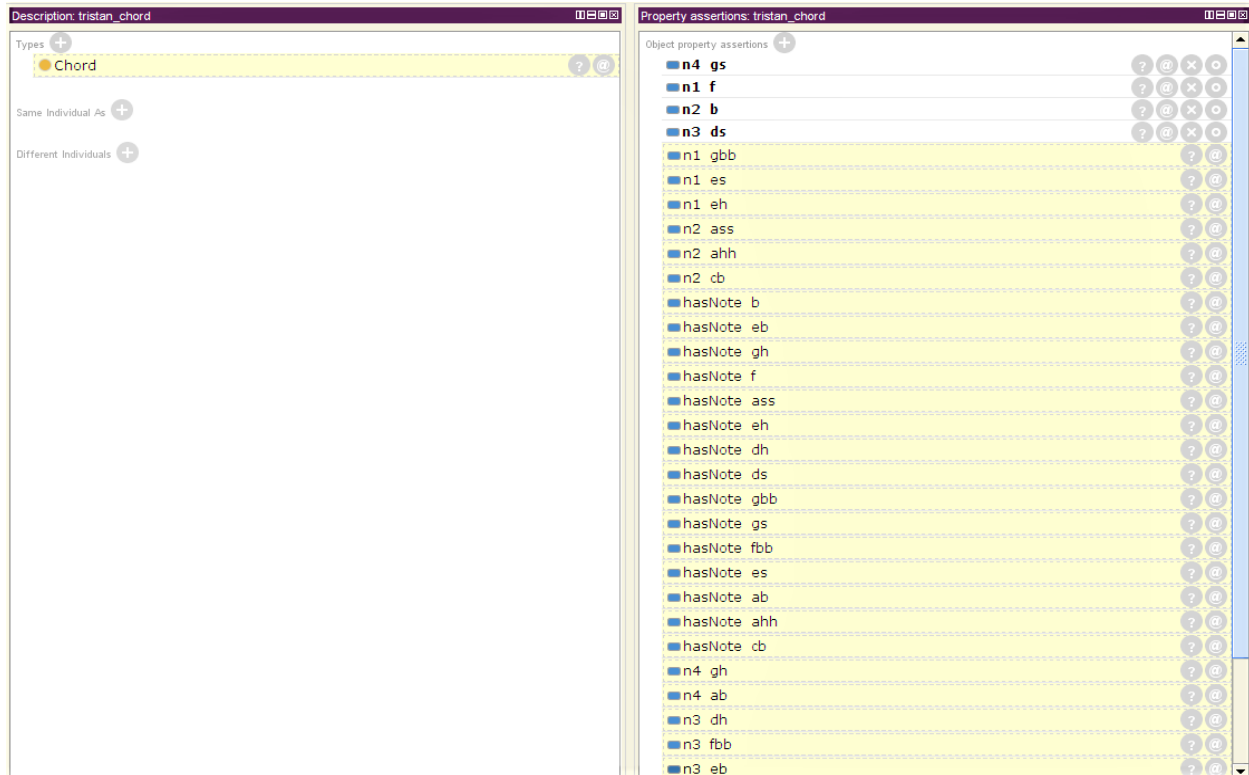 Description: tristan_chord
Types
Chord
Same Individual As
Different Individuals
Property assertions: tristan_chord
Object property assertions
n4 gs
n1 f
n2 b
n3 ds
n1 gbb
n1 es
n1 eh
n2 ass
n2 ahh
n2 cb
hasNote b
hasNote eb
hasNote gh
hasNote f
hasNote ass
hasNote eh
hasNote dh
hasNote ds
hasNote gbb
hasNote gs
hasNote fbb
hasNote es
hasNote ab
hasNote ahh
hasNote cb
n4 gh
n4 ab
n3 dh
n3 fbb
n3 eb